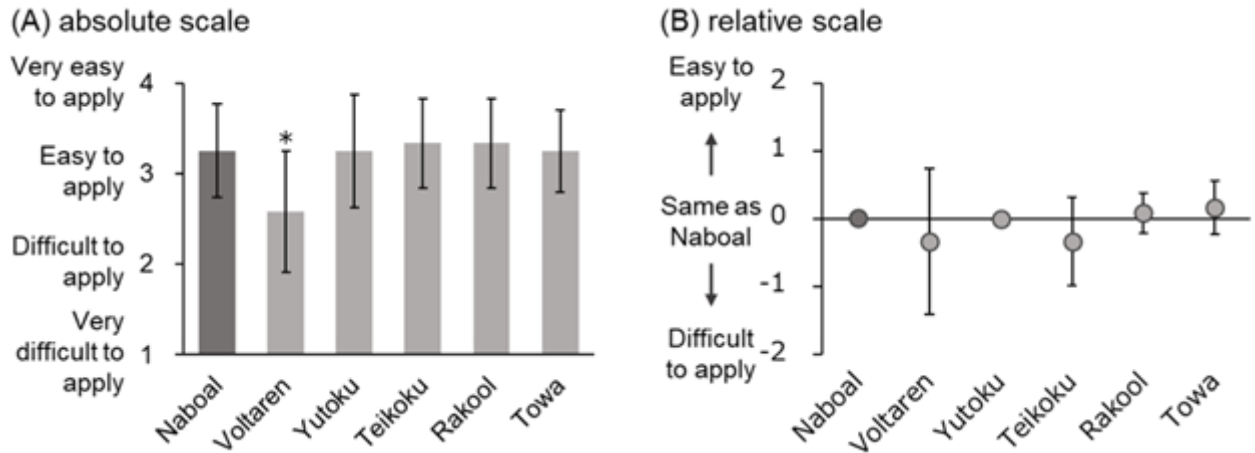 (A) absolute scale
Very easy
to apply
Easy to
apply
Difficult to
apply
Very
difficult to
apply
4
3
2
1
*
Naboal
Voltaren
Yutoku
Teikoku
Rakool
Towa
(B) relative scale
Easy to
apply
Same as
Naboal
Difficult
to apply
2
1
0
-1
-2
Naboal
Voltaren
Yutoku
Teikoku
Rakool
Towa